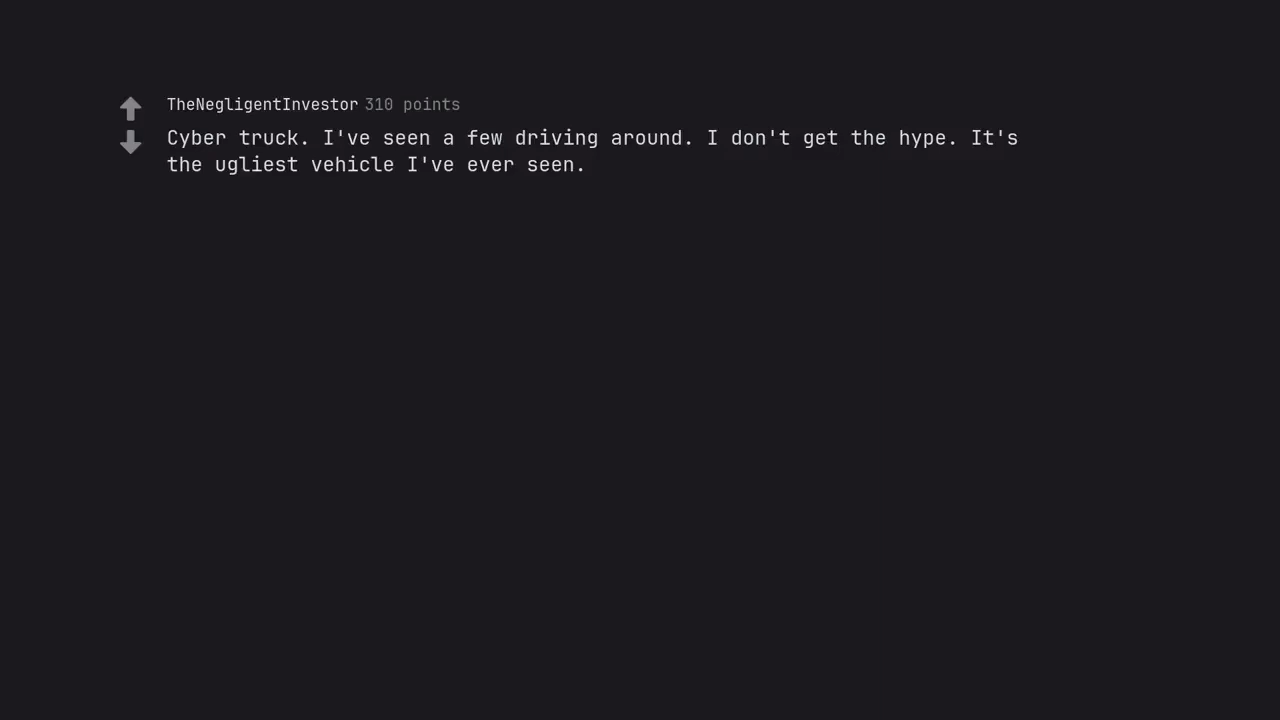 TheNegligentInvestor 310 points
Cyber truck. I've seen a few driving around. I don't get the hype. It's
the ugliest vehicle I've ever seen.